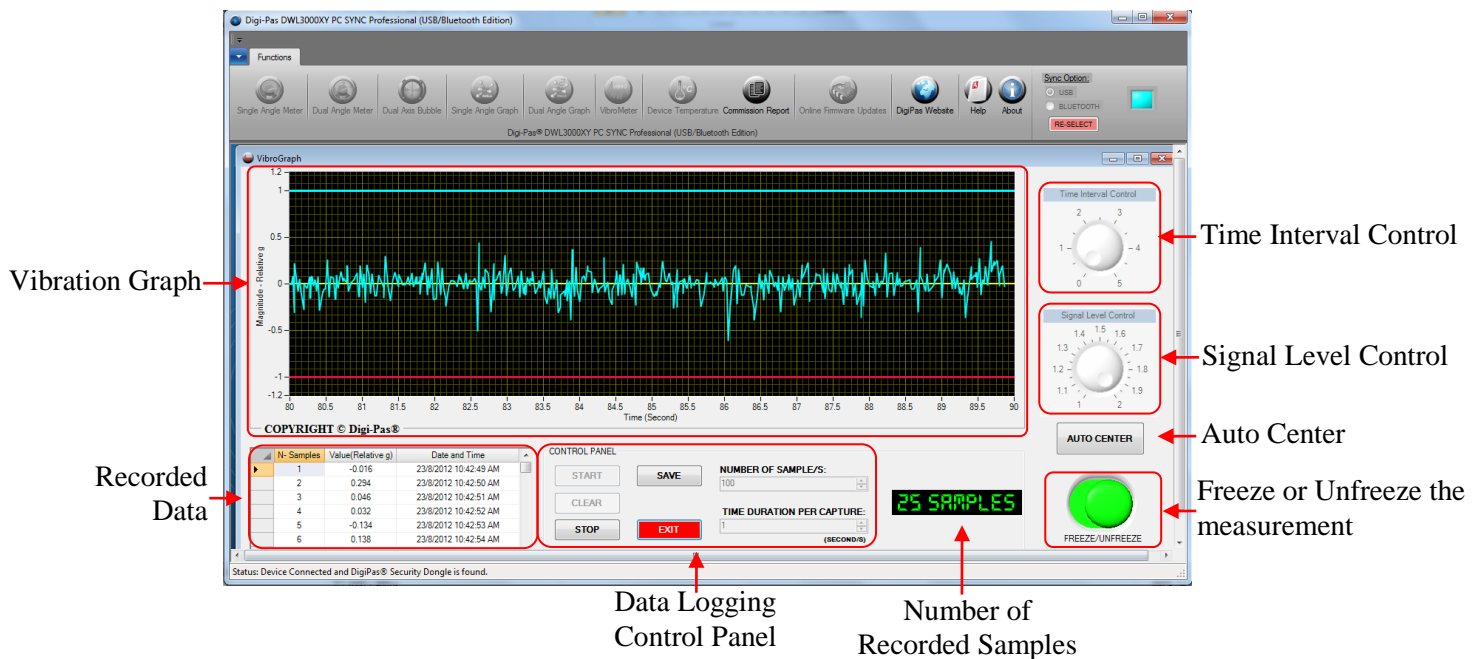 Digi-Pas DWL3000XY PC SYNC Professional (USB/Bluetooth Edition)
Functions
Single Angle Meter
Dual Angle Meter
Dual Axis Bubble
Single Angle Graph
Dual Angle Graph
VibroMeter
Device Temperature
Commission Report
Online Firmware Updates
DigiPas Website
Help
About
Sync Option:
USB
BLUETOOTH
RE-SELECT
Digi-Pas® DWL3000XY PC SYNC Professional (USB/Bluetooth Edition)
VibroGraph
Vibration Graph
Magnitude - Relative g
1.2
1
0.5
0
-0.5
-1
-1.2
80 80.5 81 81.5 82 82.5 83 83.5 84 84.5 85 85.5 86 86.5 87 87.5 88 88.5 89 89.5 90
Time (Second)
COPYRIGHT © Digi-Pas®
Time Interval Control
0 1 2 3 4 5
Time Interval Control
Signal Level Control
1 1.1 1.2 1.3 1.4 1.5 1.6 1.7 1.8 1.9 2
Signal Level Control
AUTO CENTER
Auto Center
FREEZE/UNFREEZE
Freeze or Unfreeze the
measurement
Recorded
Data
N- Samples Value(Relative g) Date and Time
1 -0.016 23/8/2012 10:42:49 AM
2 0.294 23/8/2012 10:42:50 AM
3 0.046 23/8/2012 10:42:51 AM
4 0.032 23/8/2012 10:42:52 AM
5 -0.134 23/8/2012 10:42:53 AM
6 0.138 23/8/2012 10:42:54 AM
CONTROL PANEL
START
SAVE
CLEAR
STOP
EXIT
NUMBER OF SAMPLE/S:
100
TIME DURATION PER CAPTURE:
1
(SECOND/S)
25 SAMPLES
Status: Device Connected and DigiPas® Security Dongle is found.
Data Logging
Control Panel
Number of
Recorded Samples